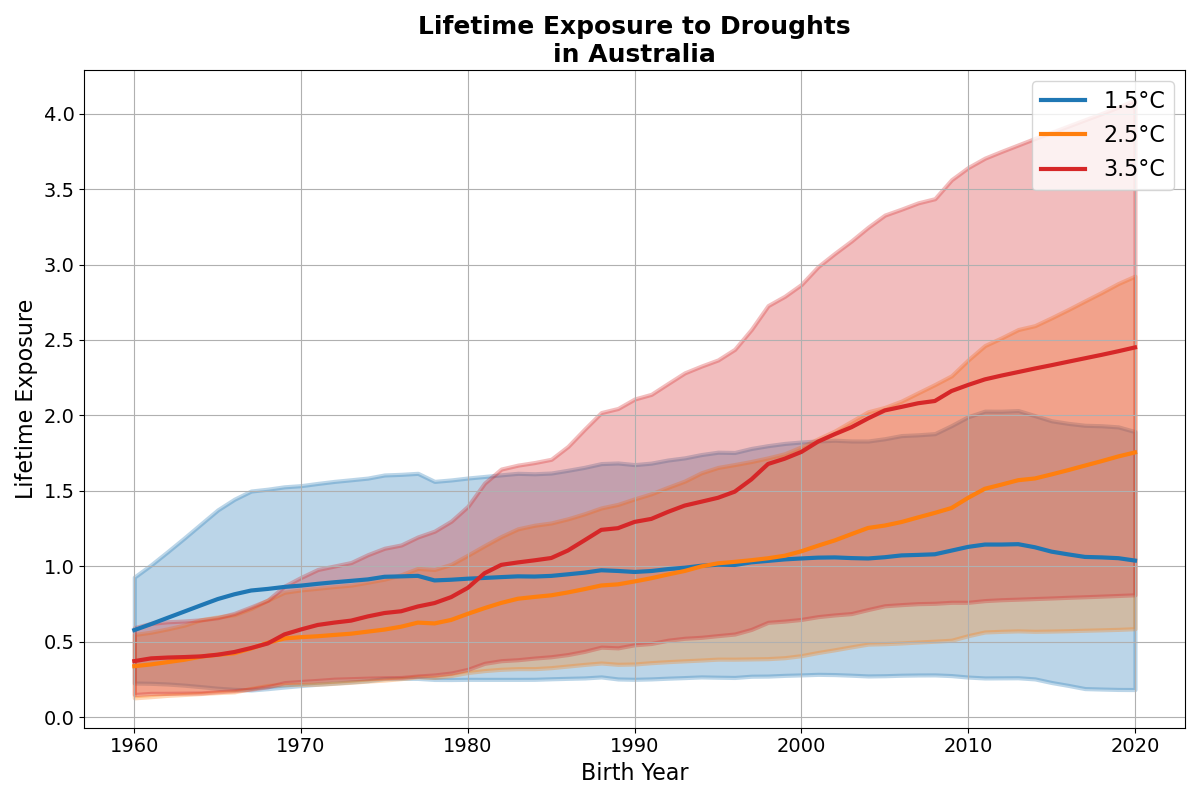 Lifetime Exposure to Droughts
in Australia
1.5°C
2.5°C
3.5°C
Lifetime Exposure
4.0
3.5
3.0
2.5
2.0
1.5
1.0
0.5
0.0
1960 1970 1980 1990 2000 2010 2020
Birth Year